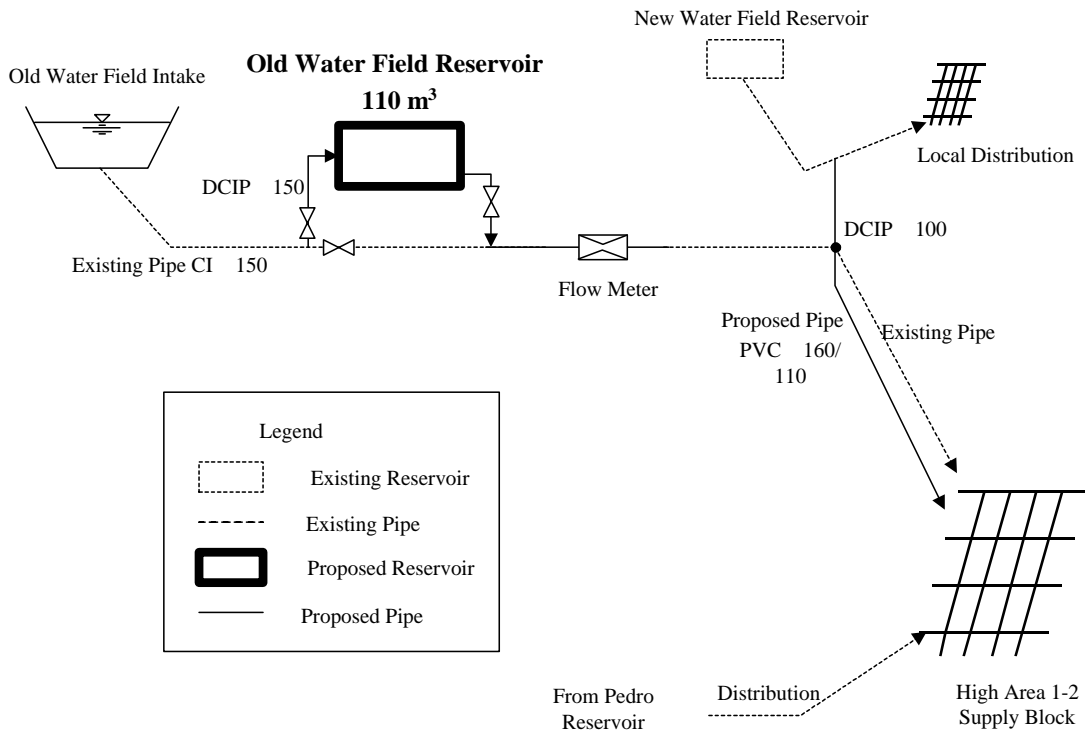 New Water Field Reservoir
Old Water Field Intake
Old Water Field Reservoir
110 m³
Local Distribution
DCIP 150
DCIP 100
Existing Pipe CI 150
Flow Meter
Proposed Pipe
PVC 160/
110
Existing Pipe
Legend
Existing Reservoir
Existing Pipe
Proposed Reservoir
Proposed Pipe
From Pedro
Reservoir
Distribution
High Area 1-2
Supply Block